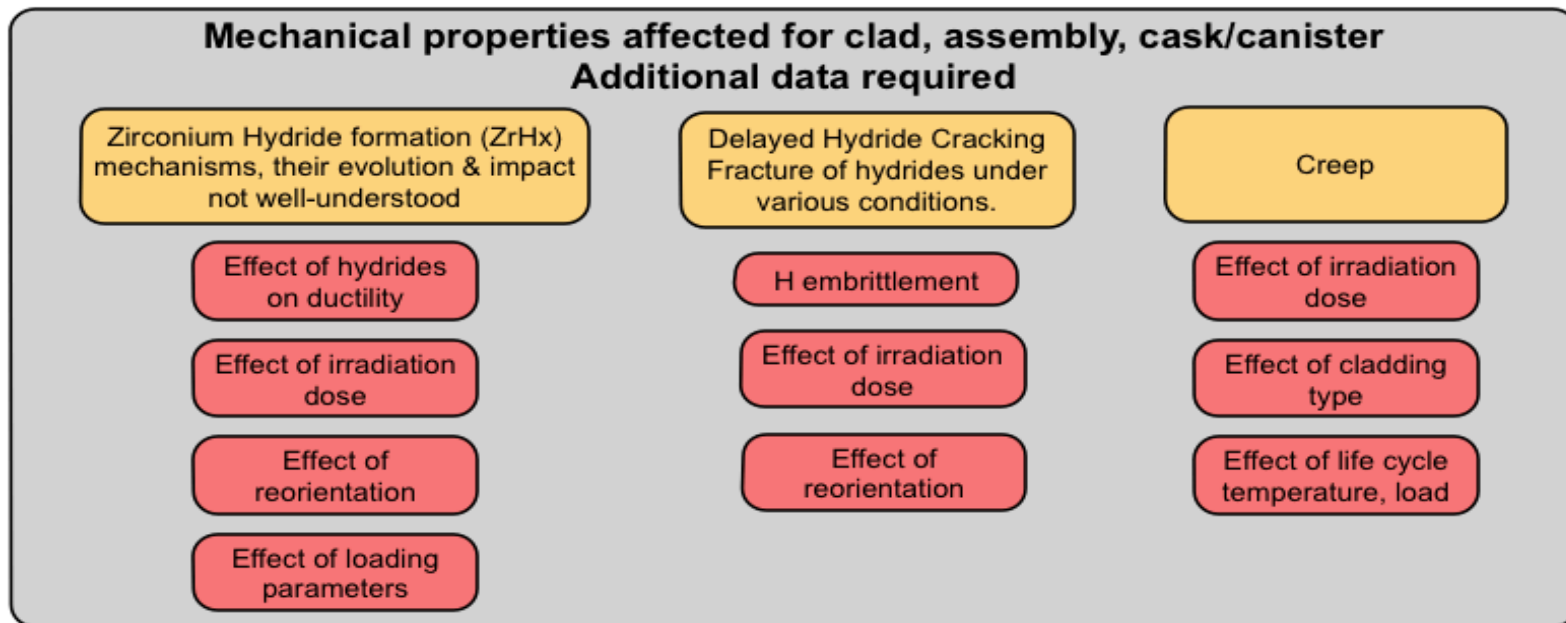 Mechanical properties affected for clad, assembly, cask/canister
Additional data required
Zirconium Hydride formation (ZrHx)
mechanisms, their evolution & impact
not well-understood
Effect of hydrides
on ductility
Effect of irradiation
dose
Effect of
reorientation
Effect of loading
parameters
Delayed Hydride Cracking
Fracture of hydrides under
various conditions.
H embrittlement
Effect of irradiation
dose
Effect of
reorientation
Creep
Effect of irradiation
dose
Effect of cladding
type
Effect of life cycle
temperature, load